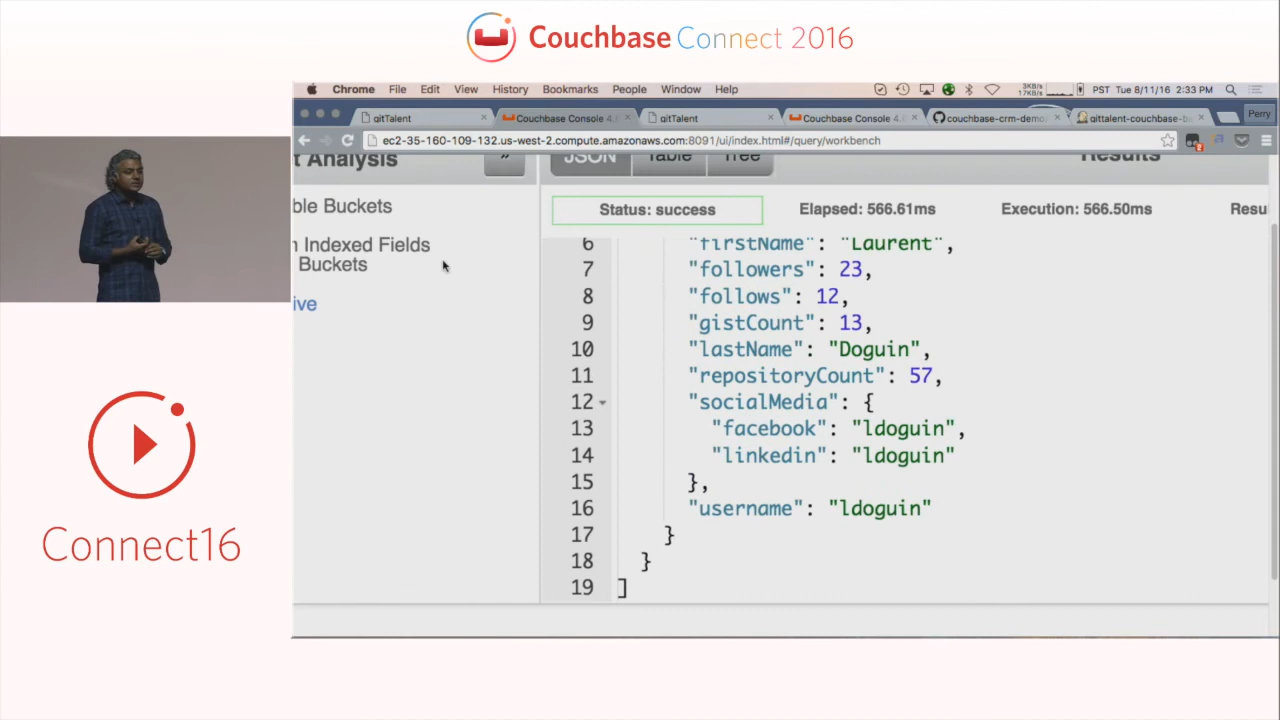 Couchbase Connect 2016
Chrome File Edit View History Bookmarks People Window Help 3KB/s 17KB/s PST Tue 8/11/16 2:33 PM
gitTalent Couchbase Console 4. gitTalent Couchbase Console 4. couchbase-crm-demo/ gittalent-couchbase-b Perry
ec2-35-160-109-132.us-west-2.compute.amazonaws.com:8091/ui/index.html#/query/workbench
t Analysis » JSON Table Tree Results
Status: success Elapsed: 566.61ms Execution: 566.50ms Resu
ble Buckets
Indexed Fields
Buckets
ive
6 "firstName": "Laurent",
7 "followers": 23,
8 "follows": 12,
9 "gistCount": 13,
10 "lastName": "Doguin",
11 "repositoryCount": 57,
12 "socialMedia": {
13 "facebook": "ldoguin",
14 "linkedin": "ldoguin"
15 },
16 "username": "ldoguin"
17 }
18 }
19 ]
Connect16